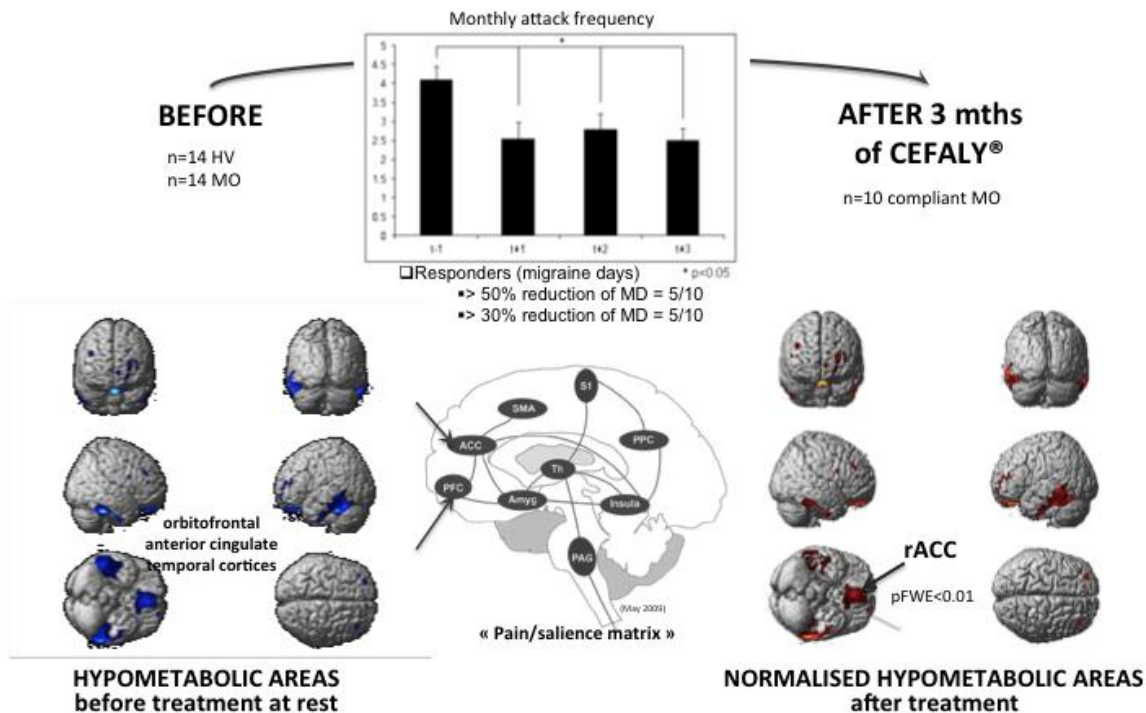 Monthly attack frequency
BEFORE
n=14 HV
n=14 MO
5
4.5
4
3.5
3
2.5
2
1.5
1
0.5
0
*
t-1
t+1
t+2
t+3
AFTER 3 mths
of CEFALY®
n=10 compliant MO
❑Responders (migraine days)
* p<0.05
▪> 50% reduction of MD = 5/10
▪> 30% reduction of MD = 5/10
orbitofrontal
anterior cingulate
temporal cortices
S1
SMA
ACC
PPC
Th
PFC
Amyg
Insula
PAG
(May 2009)
« Pain/salience matrix »
rACC
pFWE<0.01
HYPOMETABOLIC AREAS
before treatment at rest
NORMALISED HYPOMETABOLIC AREAS
after treatment